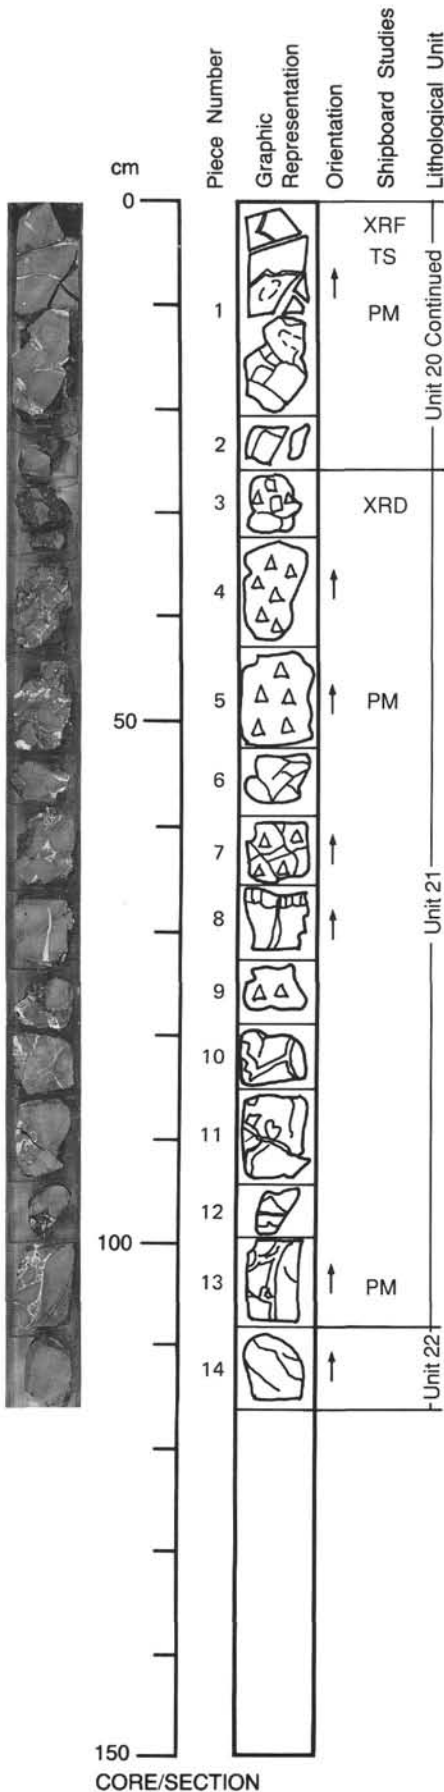 cm
Piece Number
Graphic
Representation
Orientation
Shipboard Studies
Lithological Unit
0
XRF
TS
1
PM
Unit 20 Continued
2
3
XRD
4
5
PM
50
6
7
8
Unit 21
9
10
11
12
100
13
PM
14
Unit 22
150
CORE/SECTION